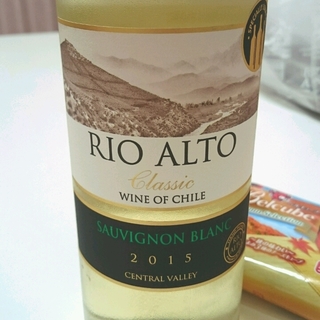 RIO ALTO
Classic
WINE OF CHILE
SAUVIGNON BLANC
2015
CENTRAL VALLEY